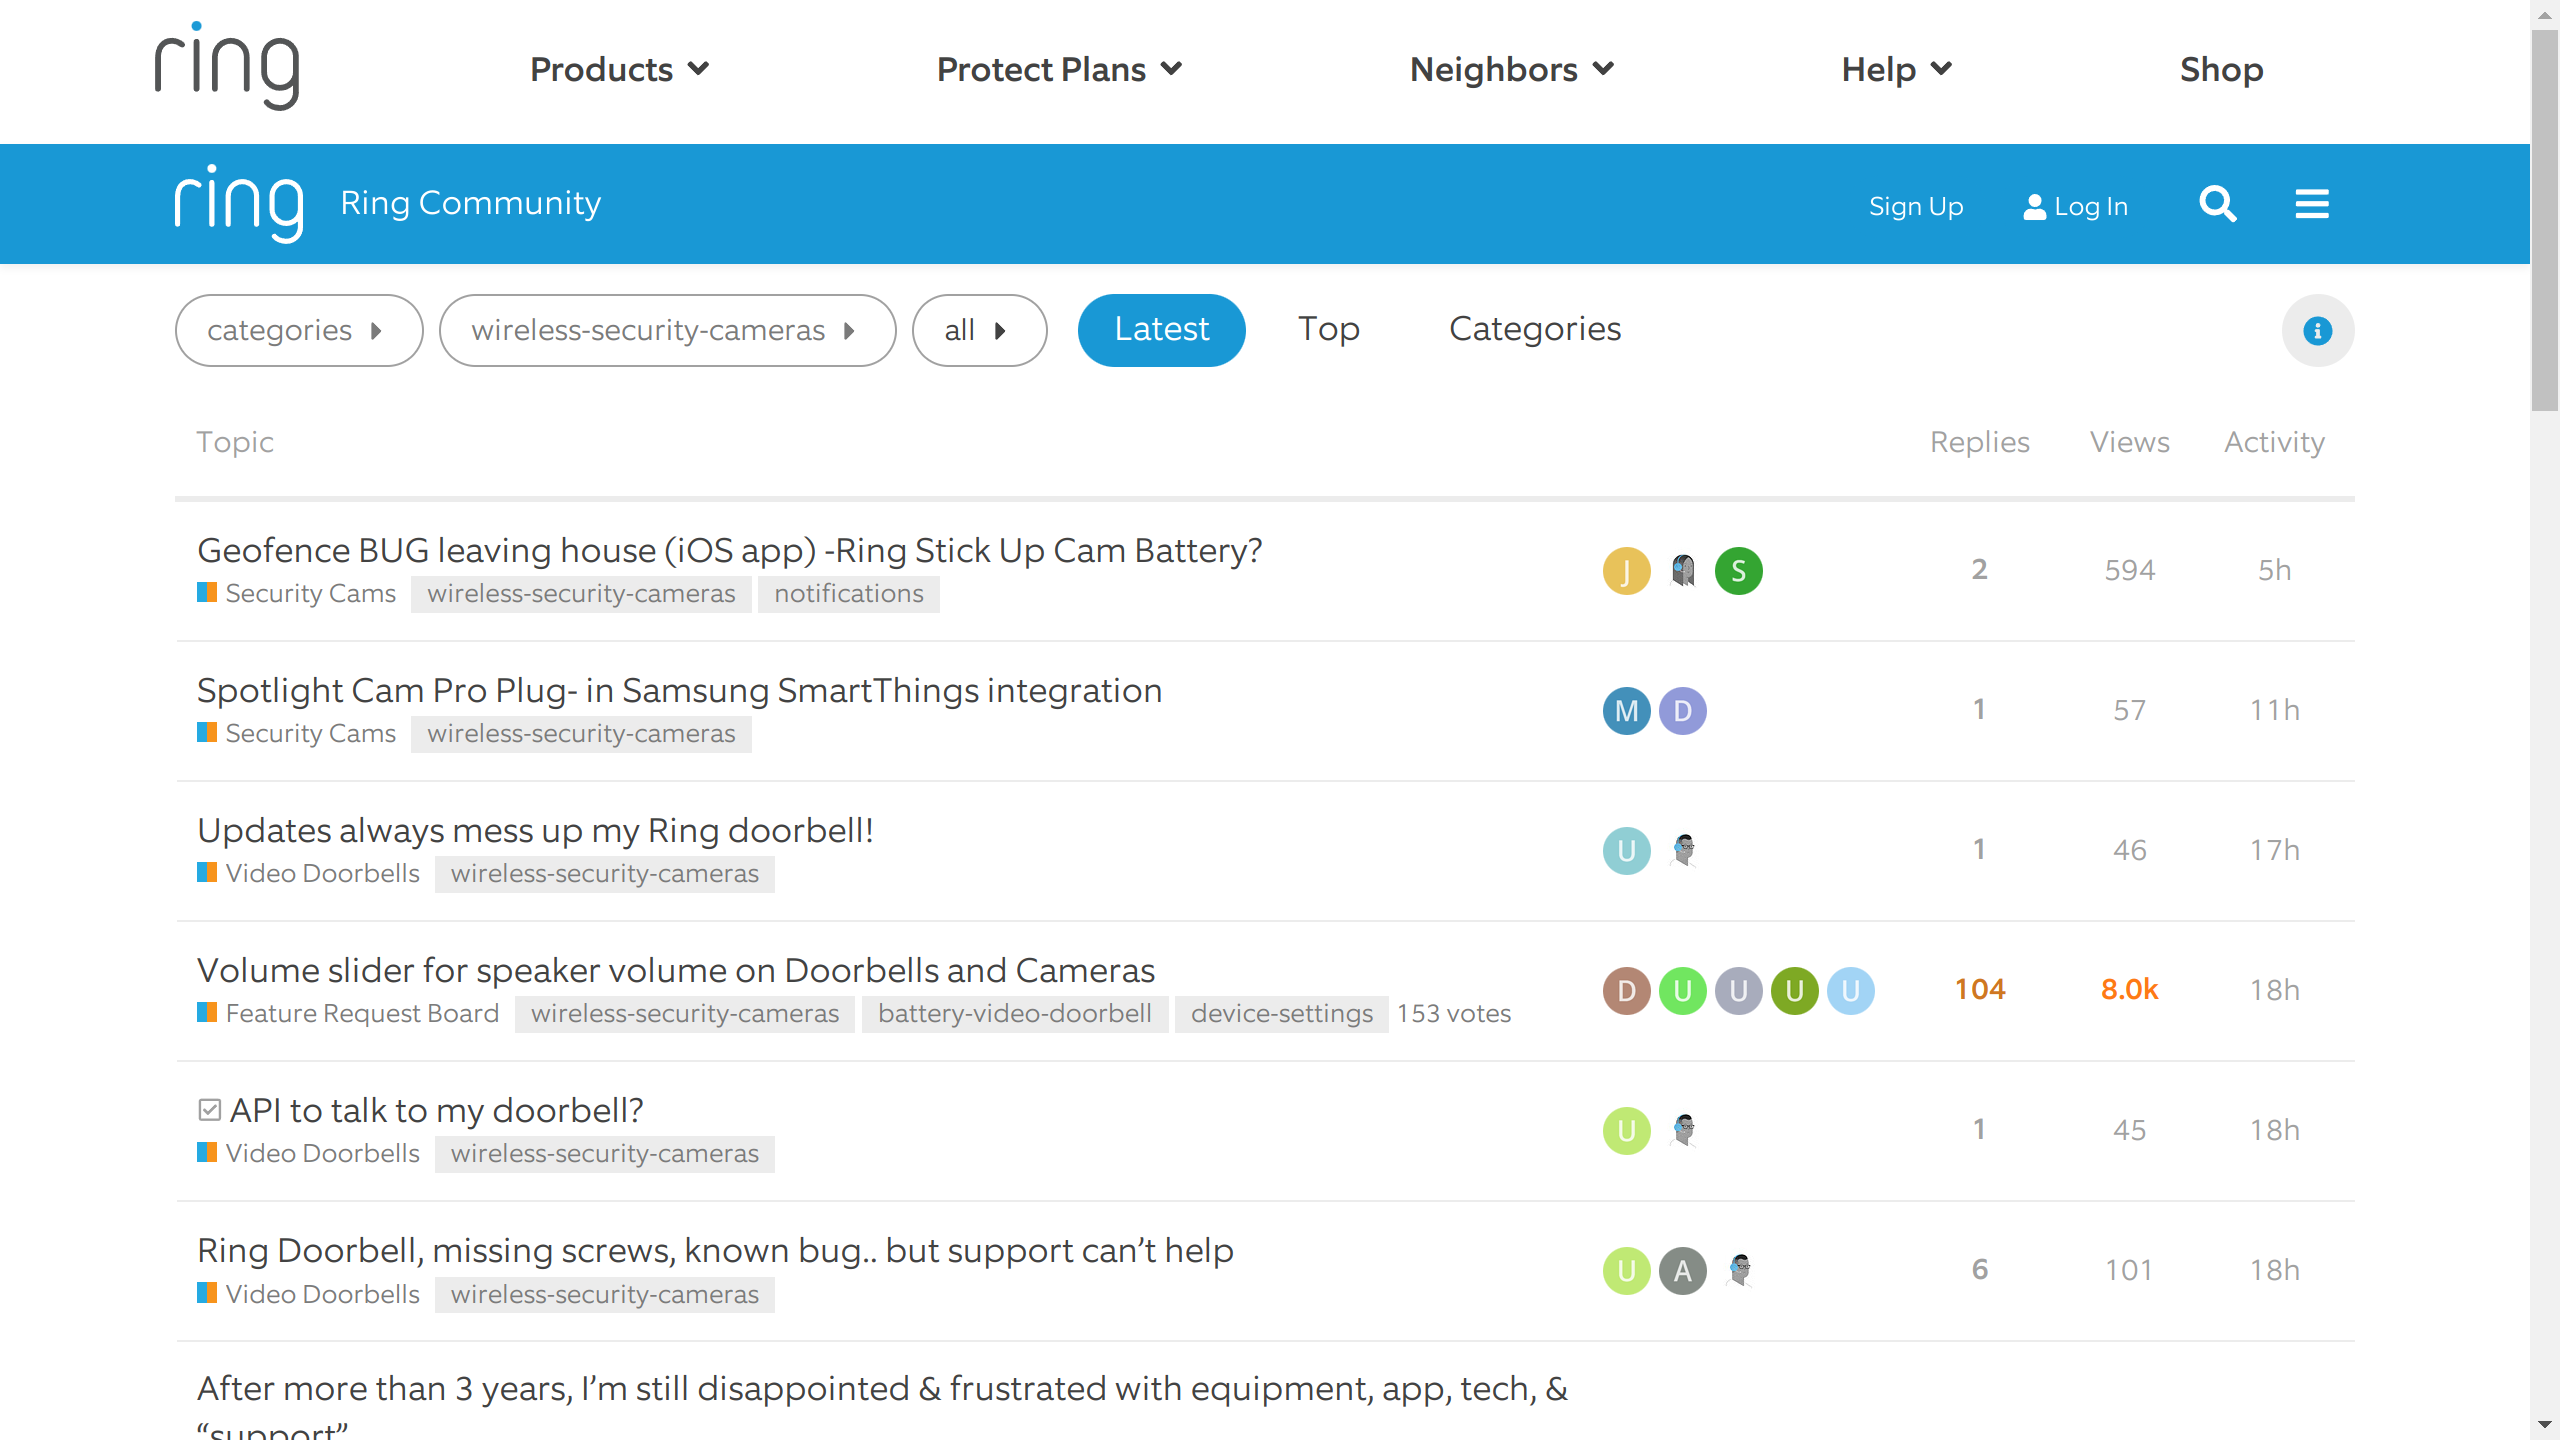 ring Products Protect Plans Neighbors Help Shop
ring Ring Community Sign Up Log In
categories wireless-security-cameras all Latest Top Categories
Topic Replies Views Activity
Geofence BUG leaving house (iOS app) -Ring Stick Up Cam Battery?
Security Cams wireless-security-cameras notifications
J S 2 594 5h
Spotlight Cam Pro Plug- in Samsung SmartThings integration
Security Cams wireless-security-cameras
M D 1 57 11h
Updates always mess up my Ring doorbell!
Video Doorbells wireless-security-cameras
U 1 46 17h
Volume slider for speaker volume on Doorbells and Cameras
Feature Request Board wireless-security-cameras battery-video-doorbell device-settings 153 votes
D U U U U 104 8.0k 18h
API to talk to my doorbell?
Video Doorbells wireless-security-cameras
U 1 45 18h
Ring Doorbell, missing screws, known bug.. but support can’t help
Video Doorbells wireless-security-cameras
U A 6 101 18h
After more than 3 years, I’m still disappointed & frustrated with equipment, app, tech, &
“support”